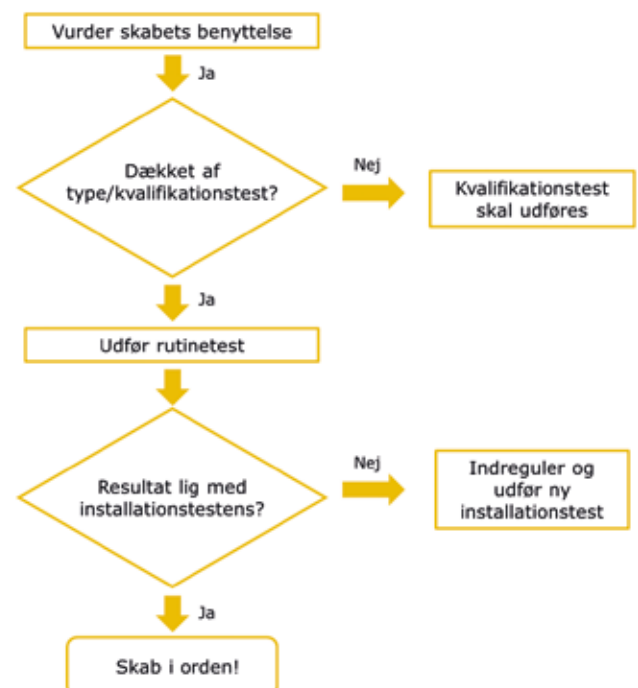 Vurder skabets benyttelse
Ja
Dækket af
type/kvalifikationstest?
Nej
Kvalifikationstest
skal udføres
Ja
Udfør rutinetest
Resultat lig med
installationstestens?
Nej
Indreguler og
udfør ny
installationstest
Ja
Skab i orden!